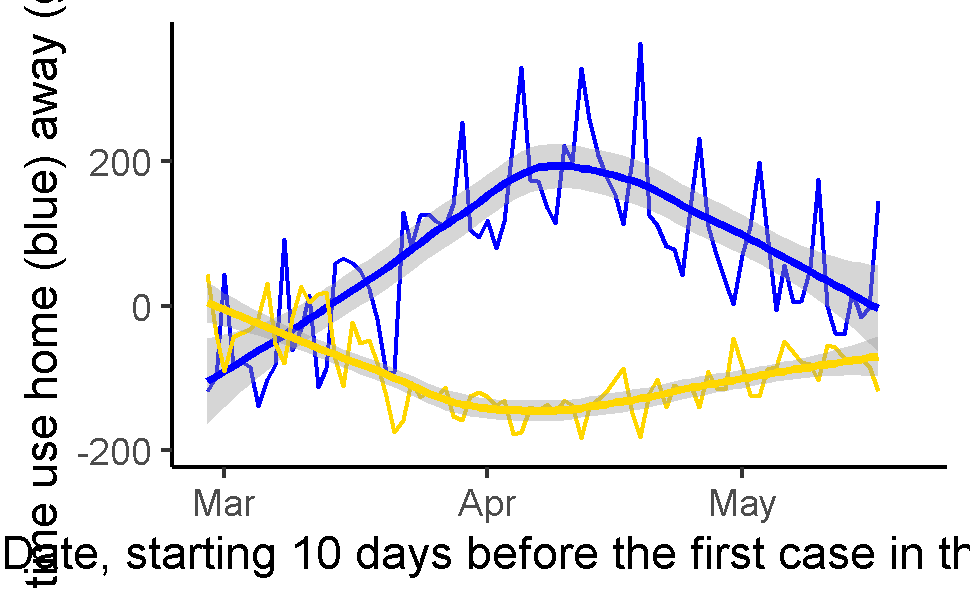 time use home (blue) away (
200
0
-200
Mar Apr May
Date, starting 10 days before the first case in th